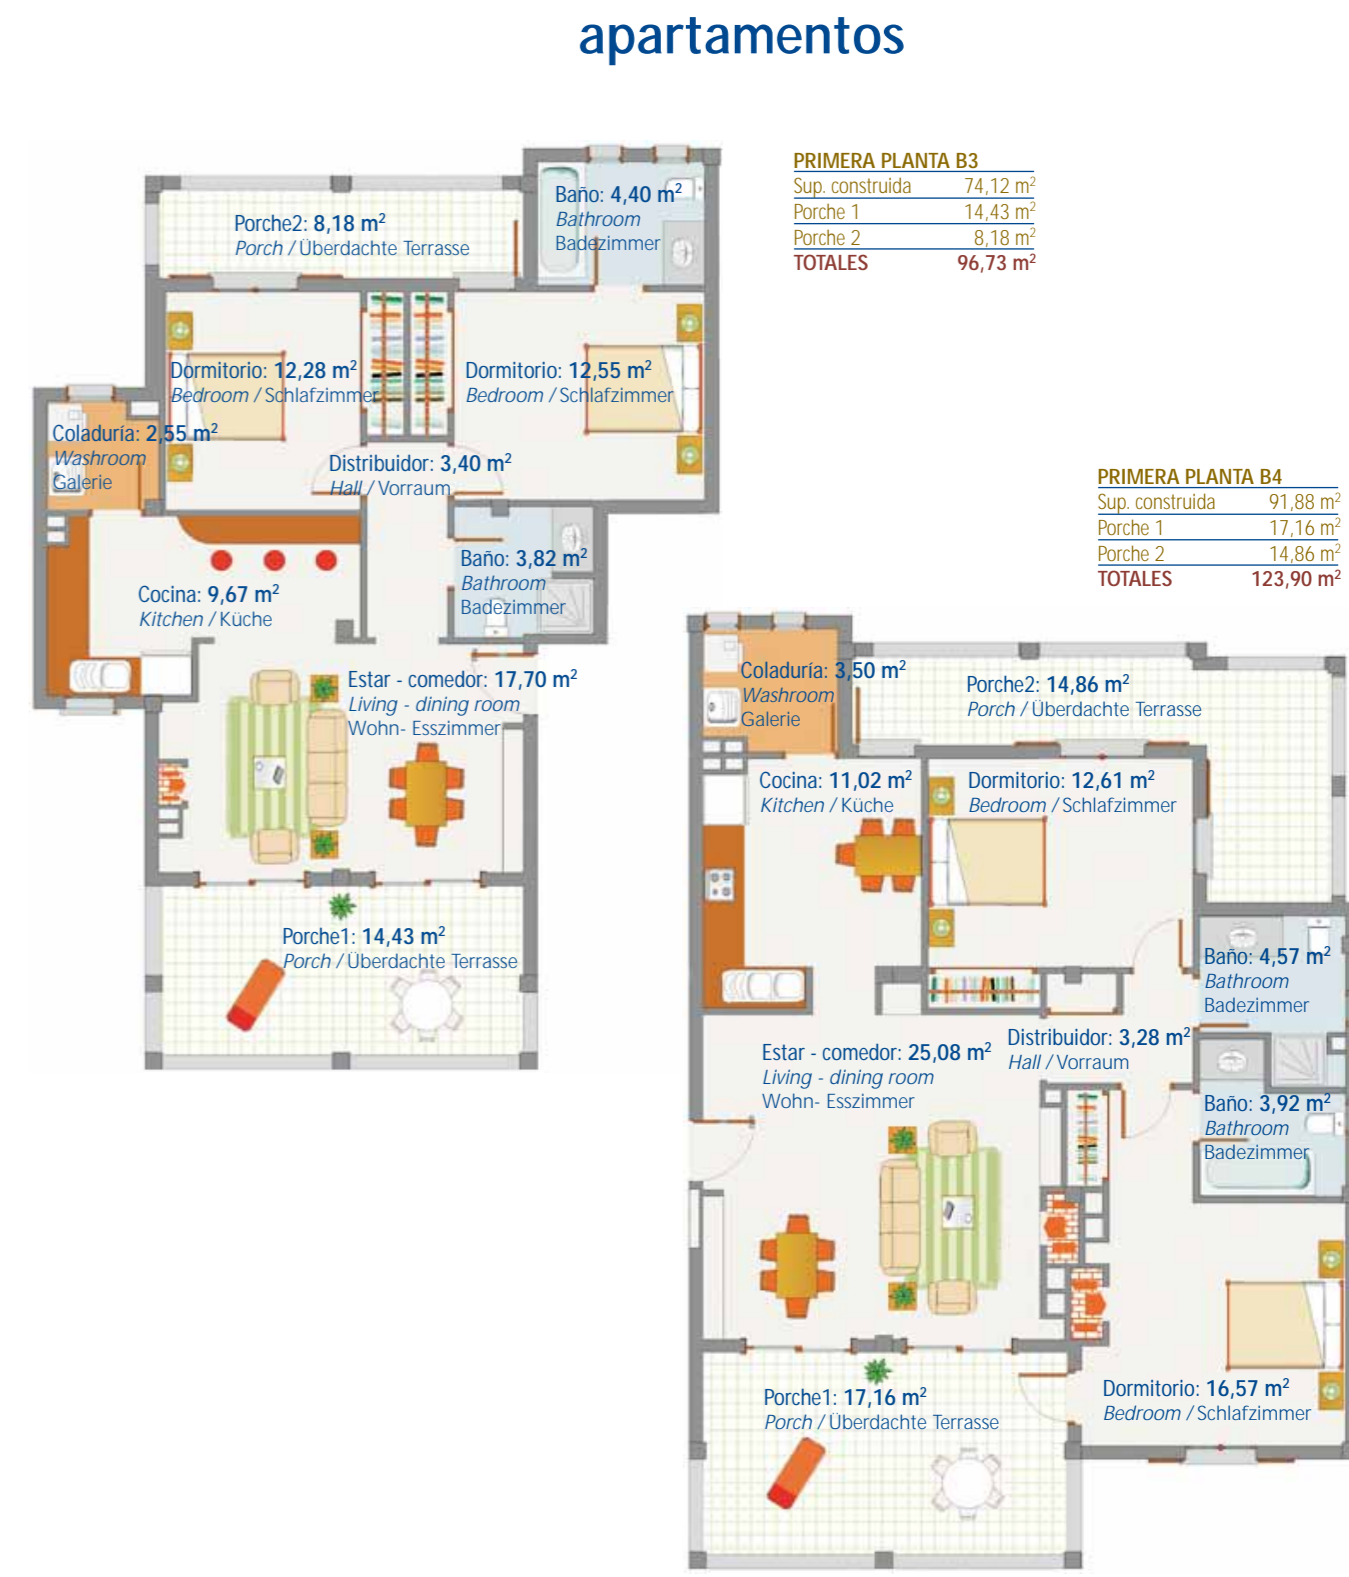 apartamentos
PRIMERA PLANTA B3
Sup. construida 74,12 m²
Porche 1 14,43 m²
Porche 2 8,18 m²
TOTALES 96,73 m²
Porche2: 8,18 m²
Porch / Überdachte Terrasse
Baño: 4,40 m²
Bathroom
Badezimmer
Dormitorio: 12,28 m²
Bedroom / Schlafzimmer
Dormitorio: 12,55 m²
Bedroom / Schlafzimmer
Coladuría: 2,55 m²
Washroom
Galerie
Distribuidor: 3,40 m²
Hall / Vorraum
Baño: 3,82 m²
Bathroom
Badezimmer
Cocina: 9,67 m²
Kitchen / Küche
Estar - comedor: 17,70 m²
Living - dining room
Wohn- Esszimmer
Porche1: 14,43 m²
Porch / Überdachte Terrasse
PRIMERA PLANTA B4
Sup. construida 91,88 m²
Porche 1 17,16 m²
Porche 2 14,86 m²
TOTALES 123,90 m²
Coladuría: 3,50 m²
Washroom
Galerie
Porche2: 14,86 m²
Porch / Überdachte Terrasse
Cocina: 11,02 m²
Kitchen / Küche
Dormitorio: 12,61 m²
Bedroom / Schlafzimmer
Baño: 4,57 m²
Bathroom
Badezimmer
Distribuidor: 3,28 m²
Hall / Vorraum
Estar - comedor: 25,08 m²
Living - dining room
Wohn- Esszimmer
Baño: 3,92 m²
Bathroom
Badezimmer
Dormitorio: 16,57 m²
Bedroom / Schlafzimmer
Porche1: 17,16 m²
Porch / Überdachte Terrasse